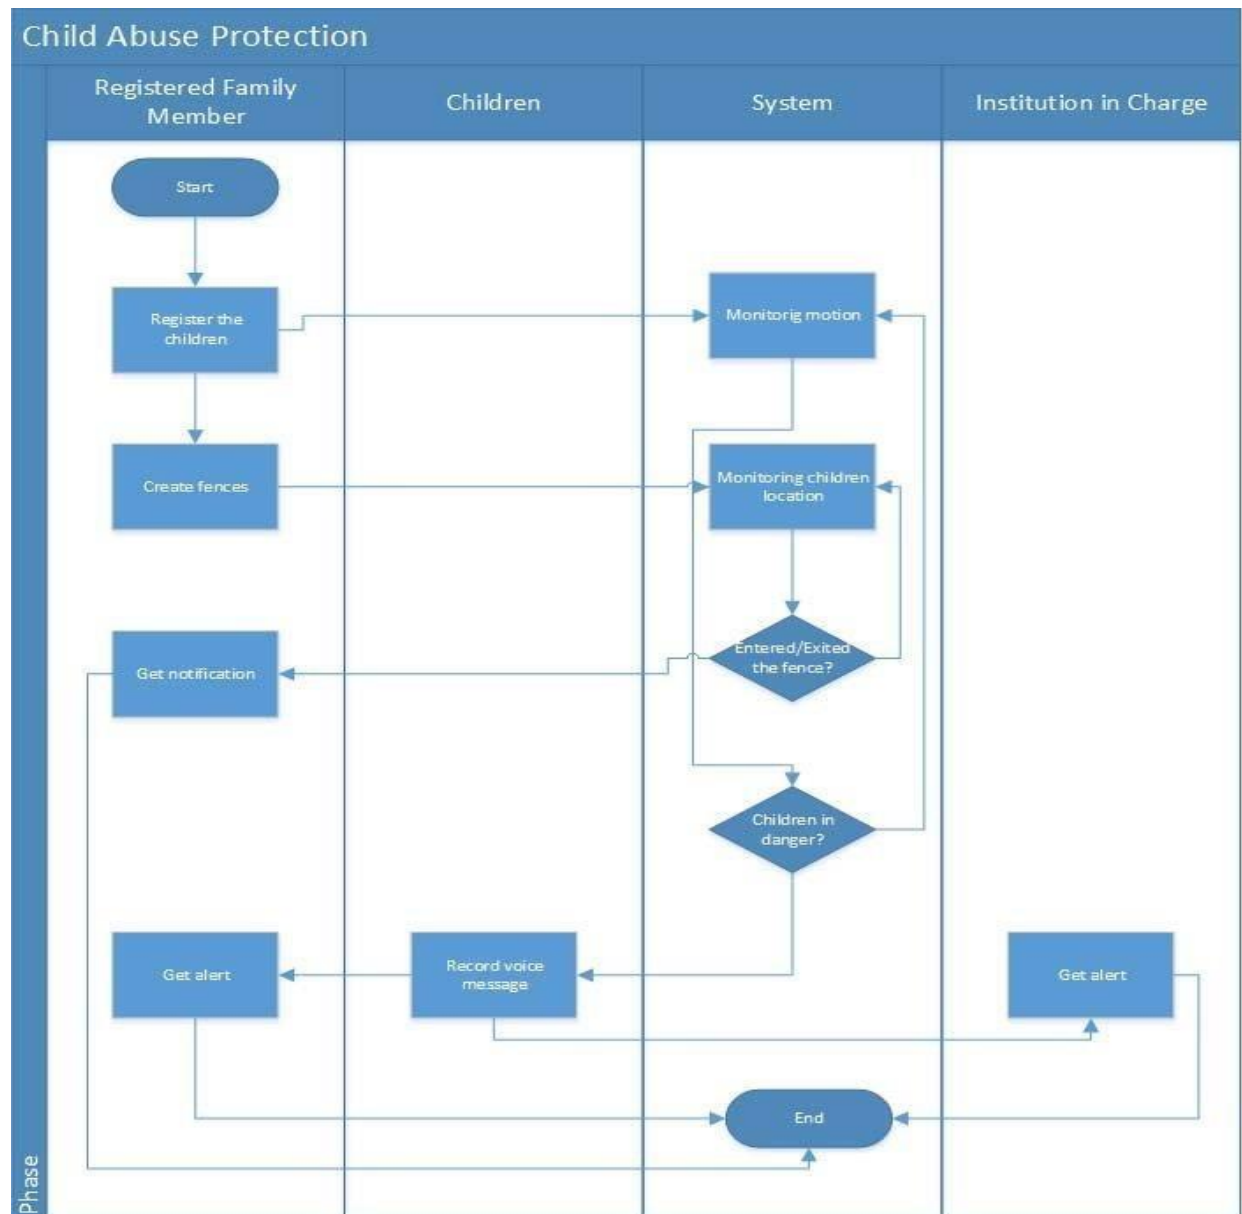 Child Abuse Protection
Registered Family
Member
Children
System
Institution in Charge
Start
Register the
children
Monitorig motion
Create fences
Monitoring children
location
Get notification
Entered/Exited
the fence?
Children in
danger?
Get alert
Record voice
message
Get alert
End
Phase